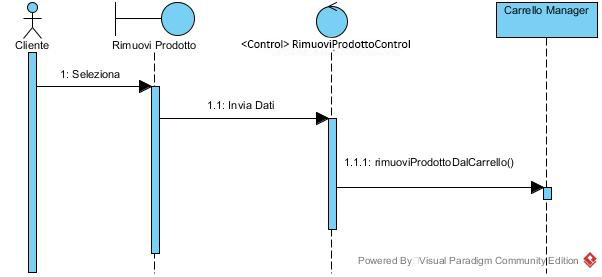 Cliente
Rimuovi Prodotto
<Control> RimuoviProdottoControl
Carrello Manager
1: Seleziona
1.1: Invia Dati
1.1.1: rimuoviProdottoDalCarrello()
Powered By Visual Paradigm Community Edition